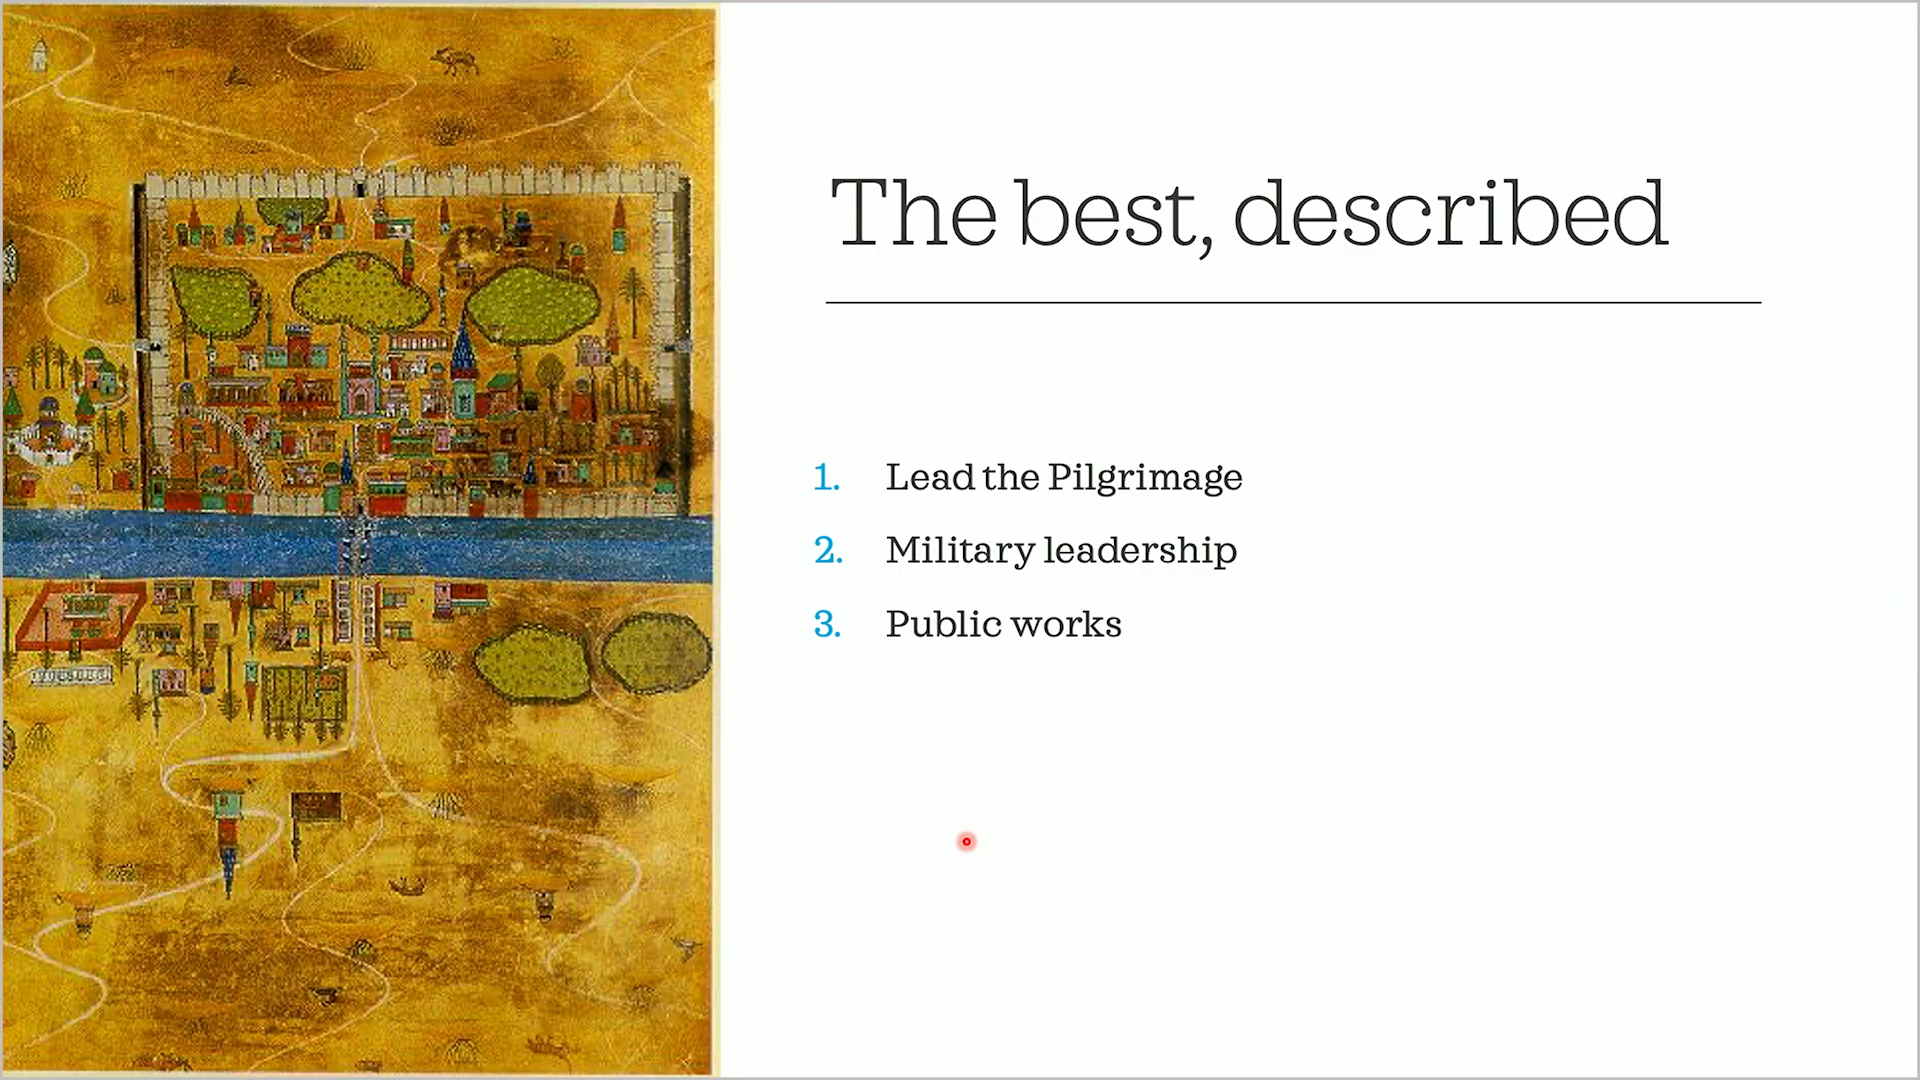 The best, described
1. Lead the Pilgrimage
2. Military leadership
3. Public works